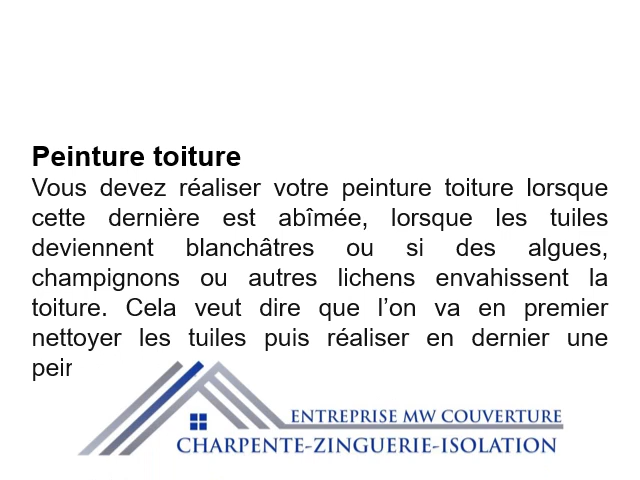 Peinture toiture
Vous devez réaliser votre peinture toiture lorsque
cette dernière est abîmée, lorsque les tuiles
deviennent blanchâtres ou si des algues,
champignons ou autres lichens envahissent la
toiture. Cela veut dire que l’on va en premier
nettoyer les tuiles puis réaliser en dernier une
ENTREPRISE MW COUVERTURE
CHARPENTE-ZINGUERIE-ISOLATION